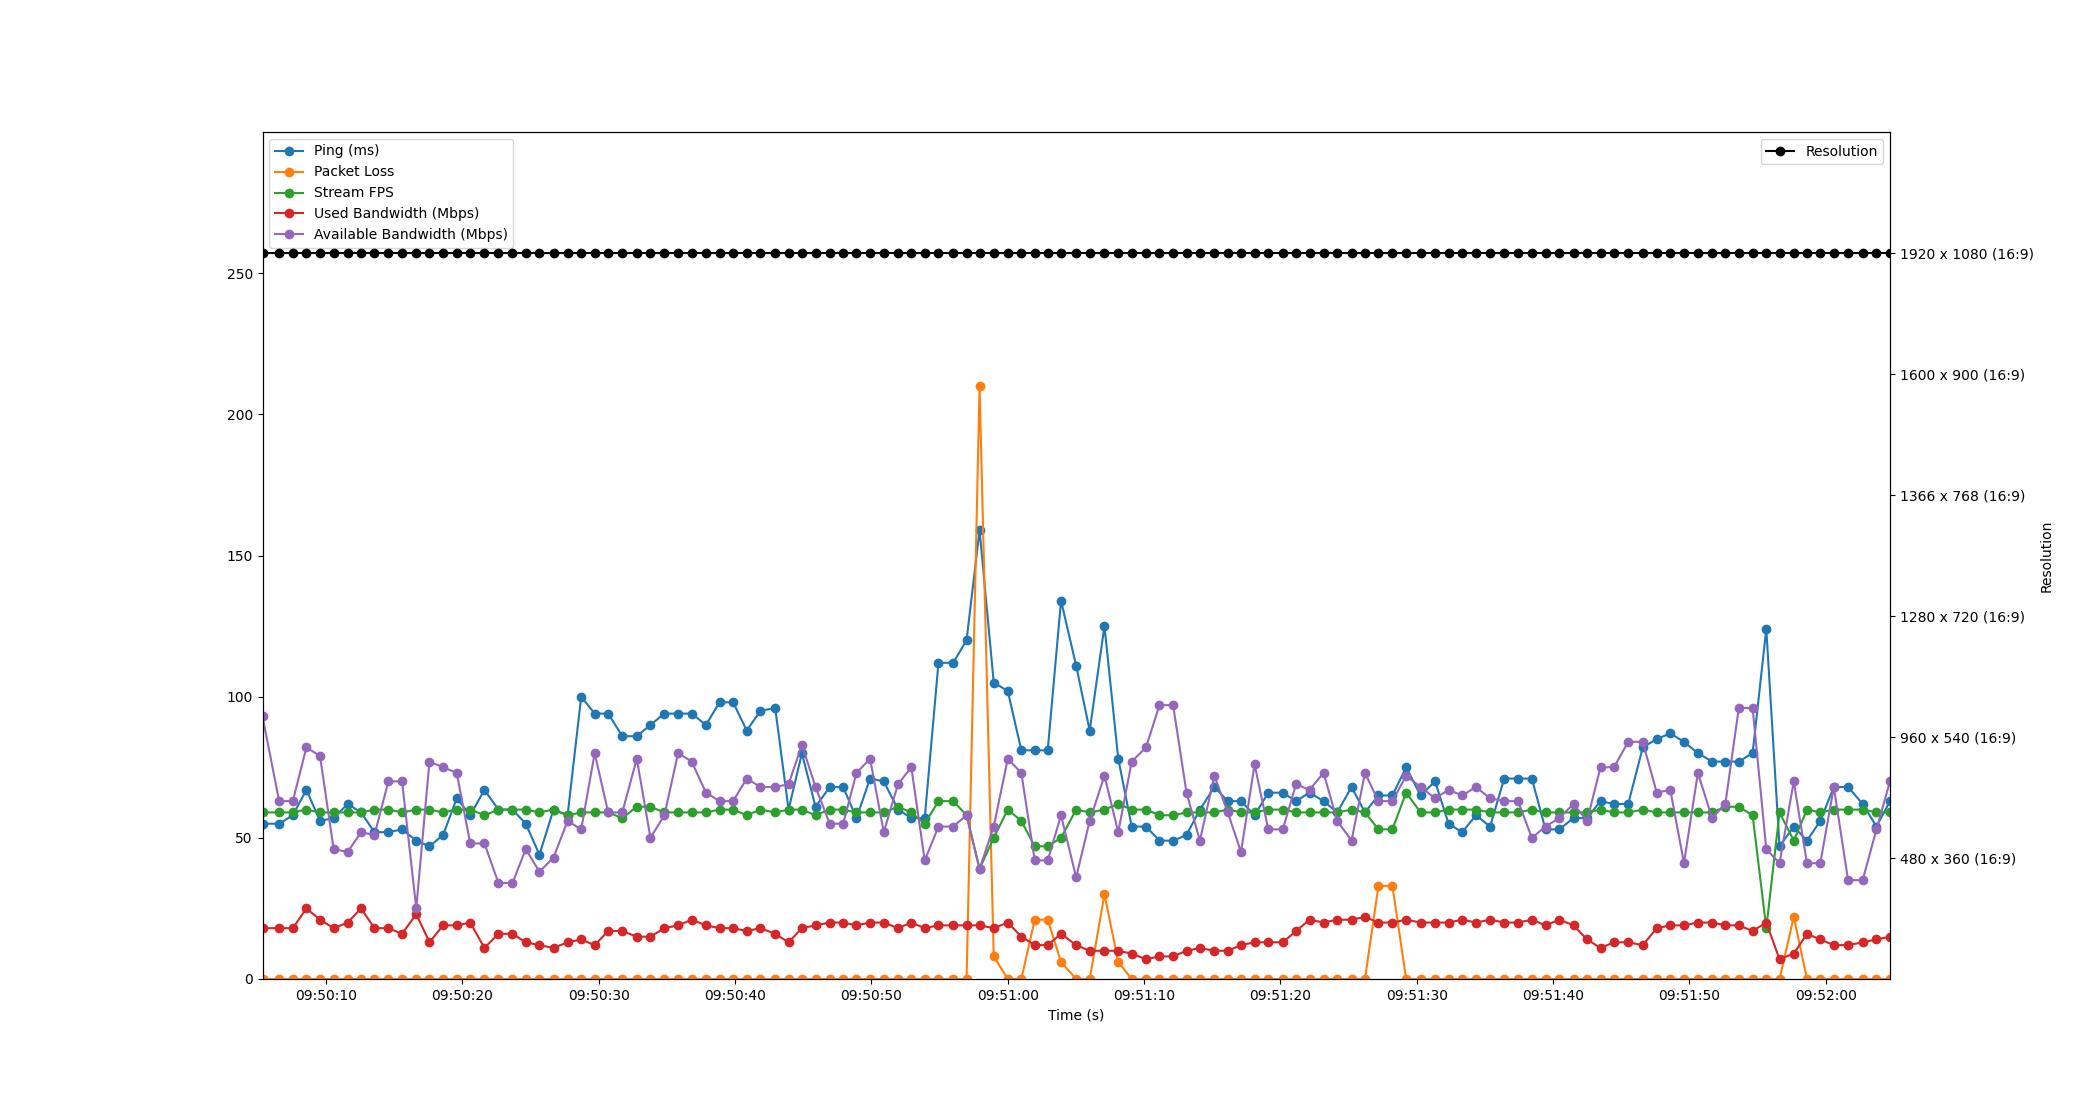 Ping (ms)
Packet Loss
Stream FPS
Used Bandwidth (Mbps)
Available Bandwidth (Mbps)
Resolution
250
200
150
100
50
0
1920 x 1080 (16:9)
1600 x 900 (16:9)
1366 x 768 (16:9)
1280 x 720 (16:9)
960 x 540 (16:9)
480 x 360 (16:9)
Resolution
09:50:10
09:50:20
09:50:30
09:50:40
09:50:50
09:51:00
09:51:10
09:51:20
09:51:30
09:51:40
09:51:50
09:52:00
Time (s)